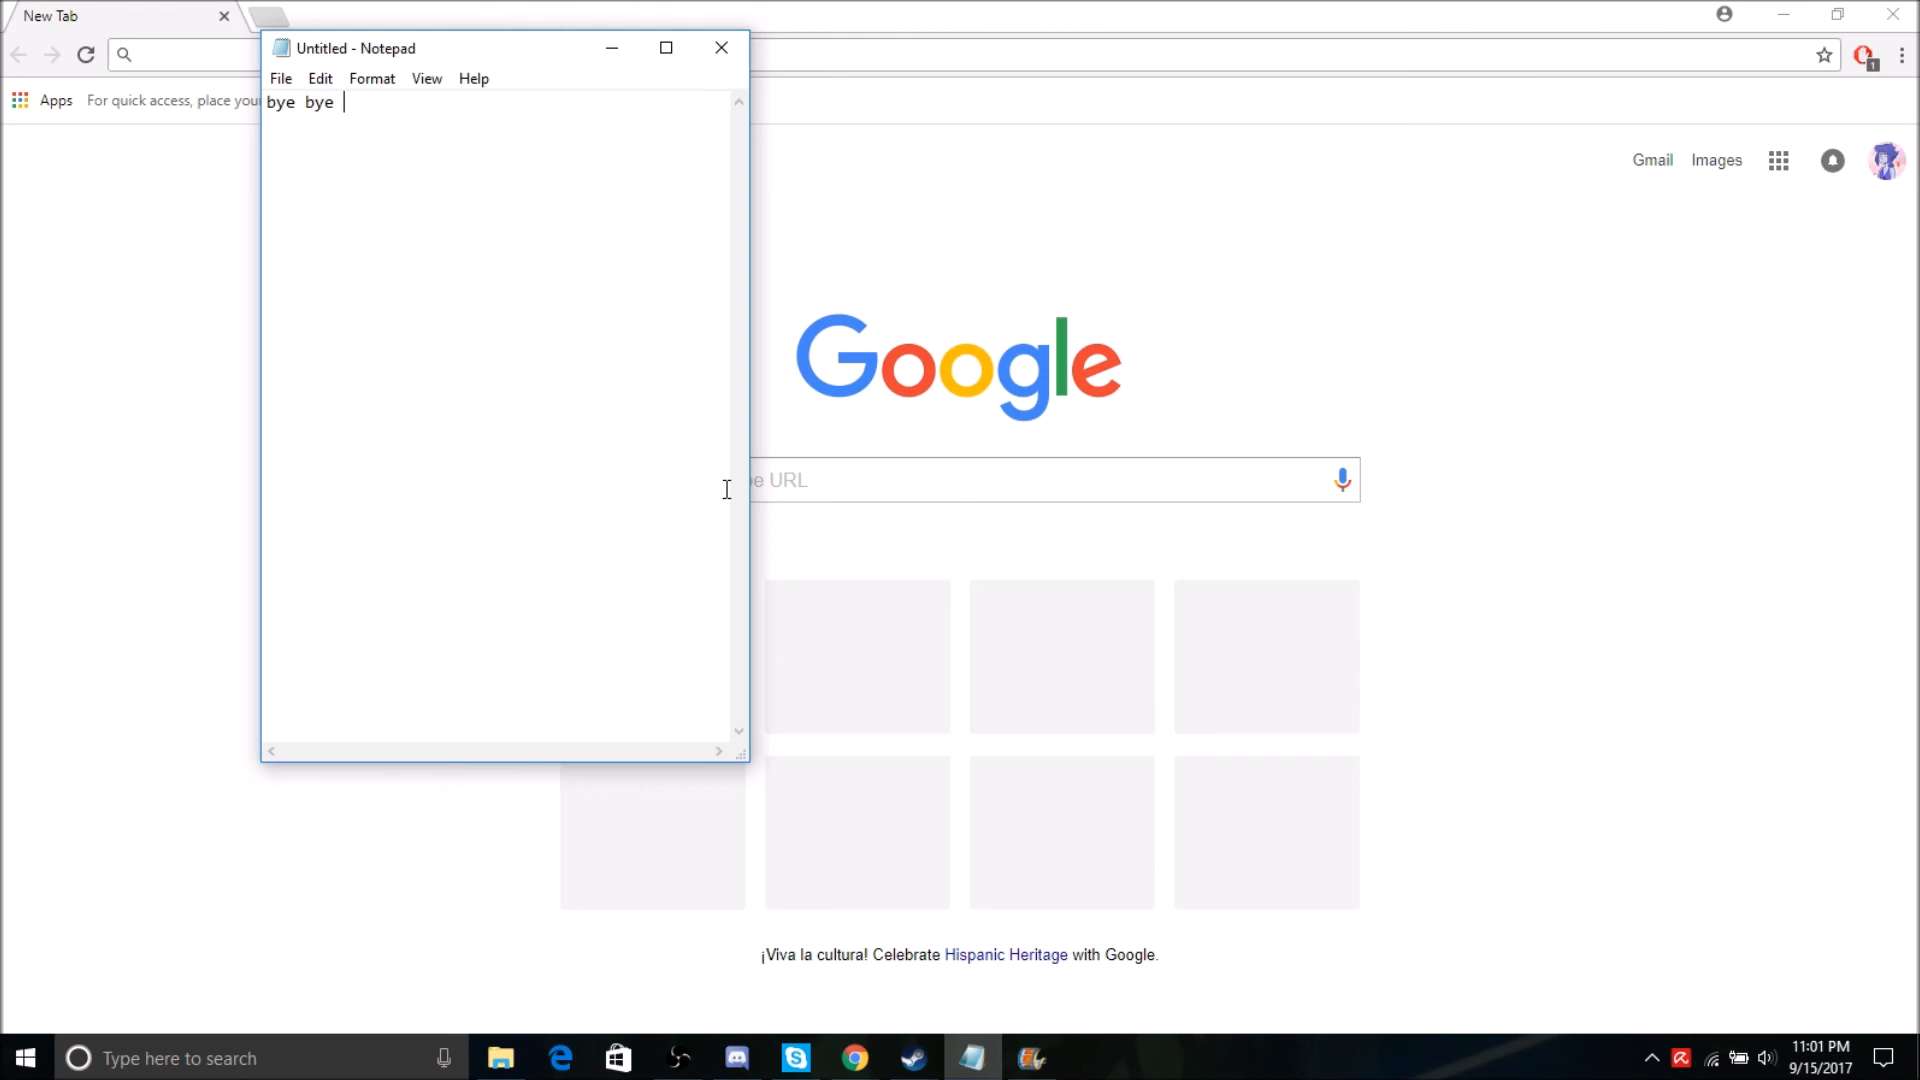 New Tab
Untitled - Notepad
File Edit Format View Help
bye bye
Apps For quick access, place
Gmail Images
1
Google
URL
¡Viva la cultura! Celebrate Hispanic Heritage with Google.
Type here to search
11:01 PM
9/15/2017